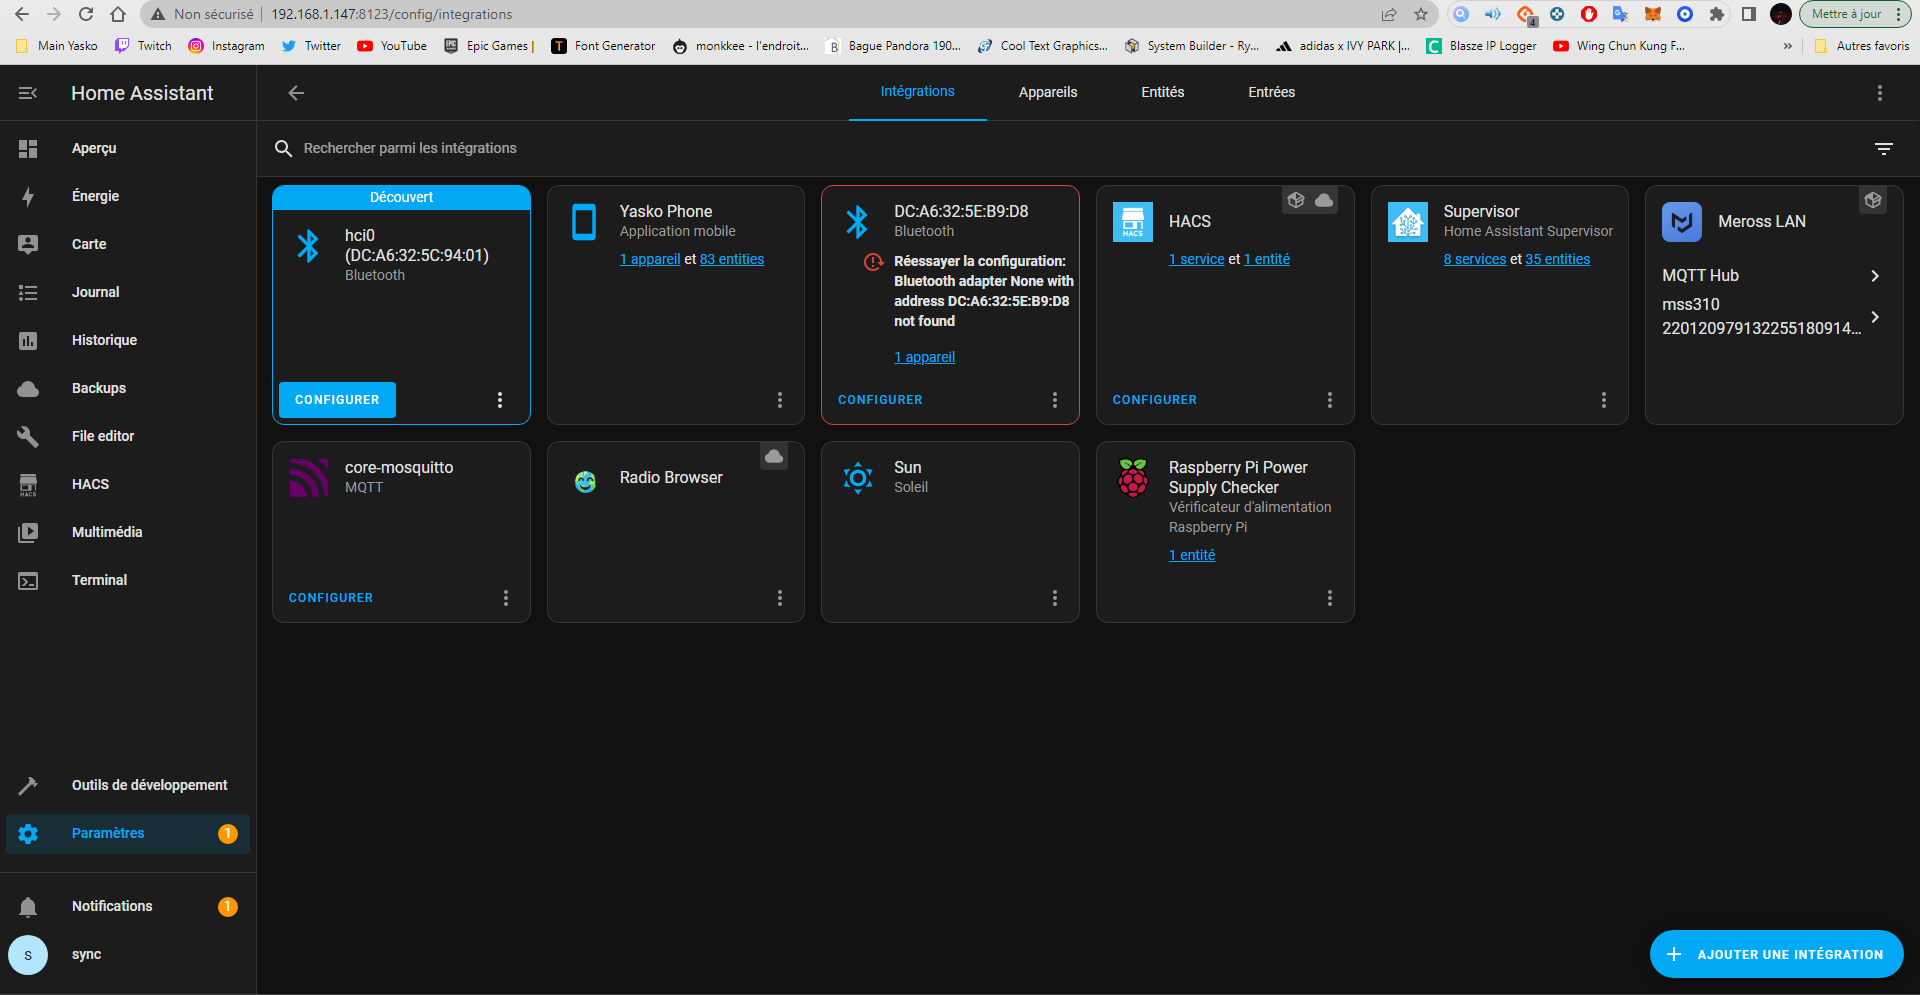 Non sécurisé
192.168.1.147:8123/config/integrations
4
Mettre à jour
Main Yasko
Twitch
Instagram
Twitter
YouTube
EPIC
Epic Games |
T
Font Generator
monkkee - l'endroit...
B
Bague Pandora 190...
Cool Text Graphics...
System Builder - Ry...
adidas x IVY PARK |...
C
Blasze IP Logger
Wing Chun Kung F...
»
Autres favoris
Home Assistant
Intégrations
Appareils
Entités
Entrées
Aperçu
Énergie
Carte
Journal
Historique
Backups
File editor
HACS
HACS
Multimédia
Terminal
Outils de développement
Paramètres
1
Notifications
1
s
sync
Rechercher parmi les intégrations
Découvert
hci0
(DC:A6:32:5C:94:01)
Bluetooth
CONFIGURER
Yasko Phone
Application mobile
1 appareil et 83 entities
DC:A6:32:5E:B9:D8
Bluetooth
Réessayer la configuration:
Bluetooth adapter None with
address DC:A6:32:5E:B9:D8
not found
1 appareil
CONFIGURER
HACS
HACS
1 service et 1 entité
CONFIGURER
Supervisor
Home Assistant Supervisor
8 services et 35 entities
Meross LAN
MQTT Hub
mss310
220120979132255180914...
core-mosquitto
MQTT
CONFIGURER
Radio Browser
Sun
Soleil
Raspberry Pi Power
Supply Checker
Vérificateur d'alimentation
Raspberry Pi
1 entité
AJOUTER UNE INTÉGRATION